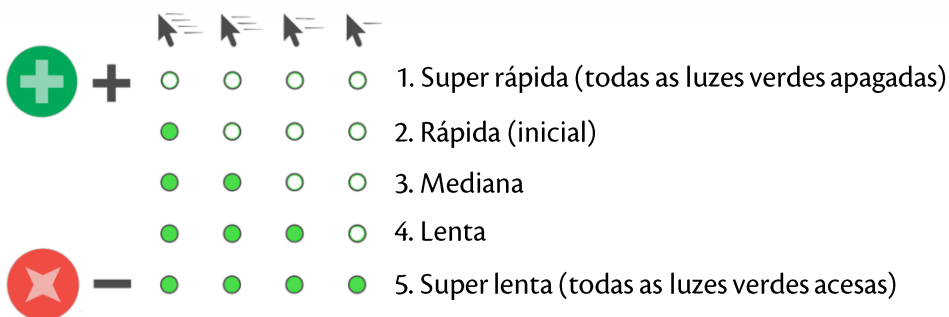 1. Super rápida (todas as luzes verdes apagadas)
2. Rápida (inicial)
3. Mediana
4. Lenta
5. Super lenta (todas as luzes verdes acesas)